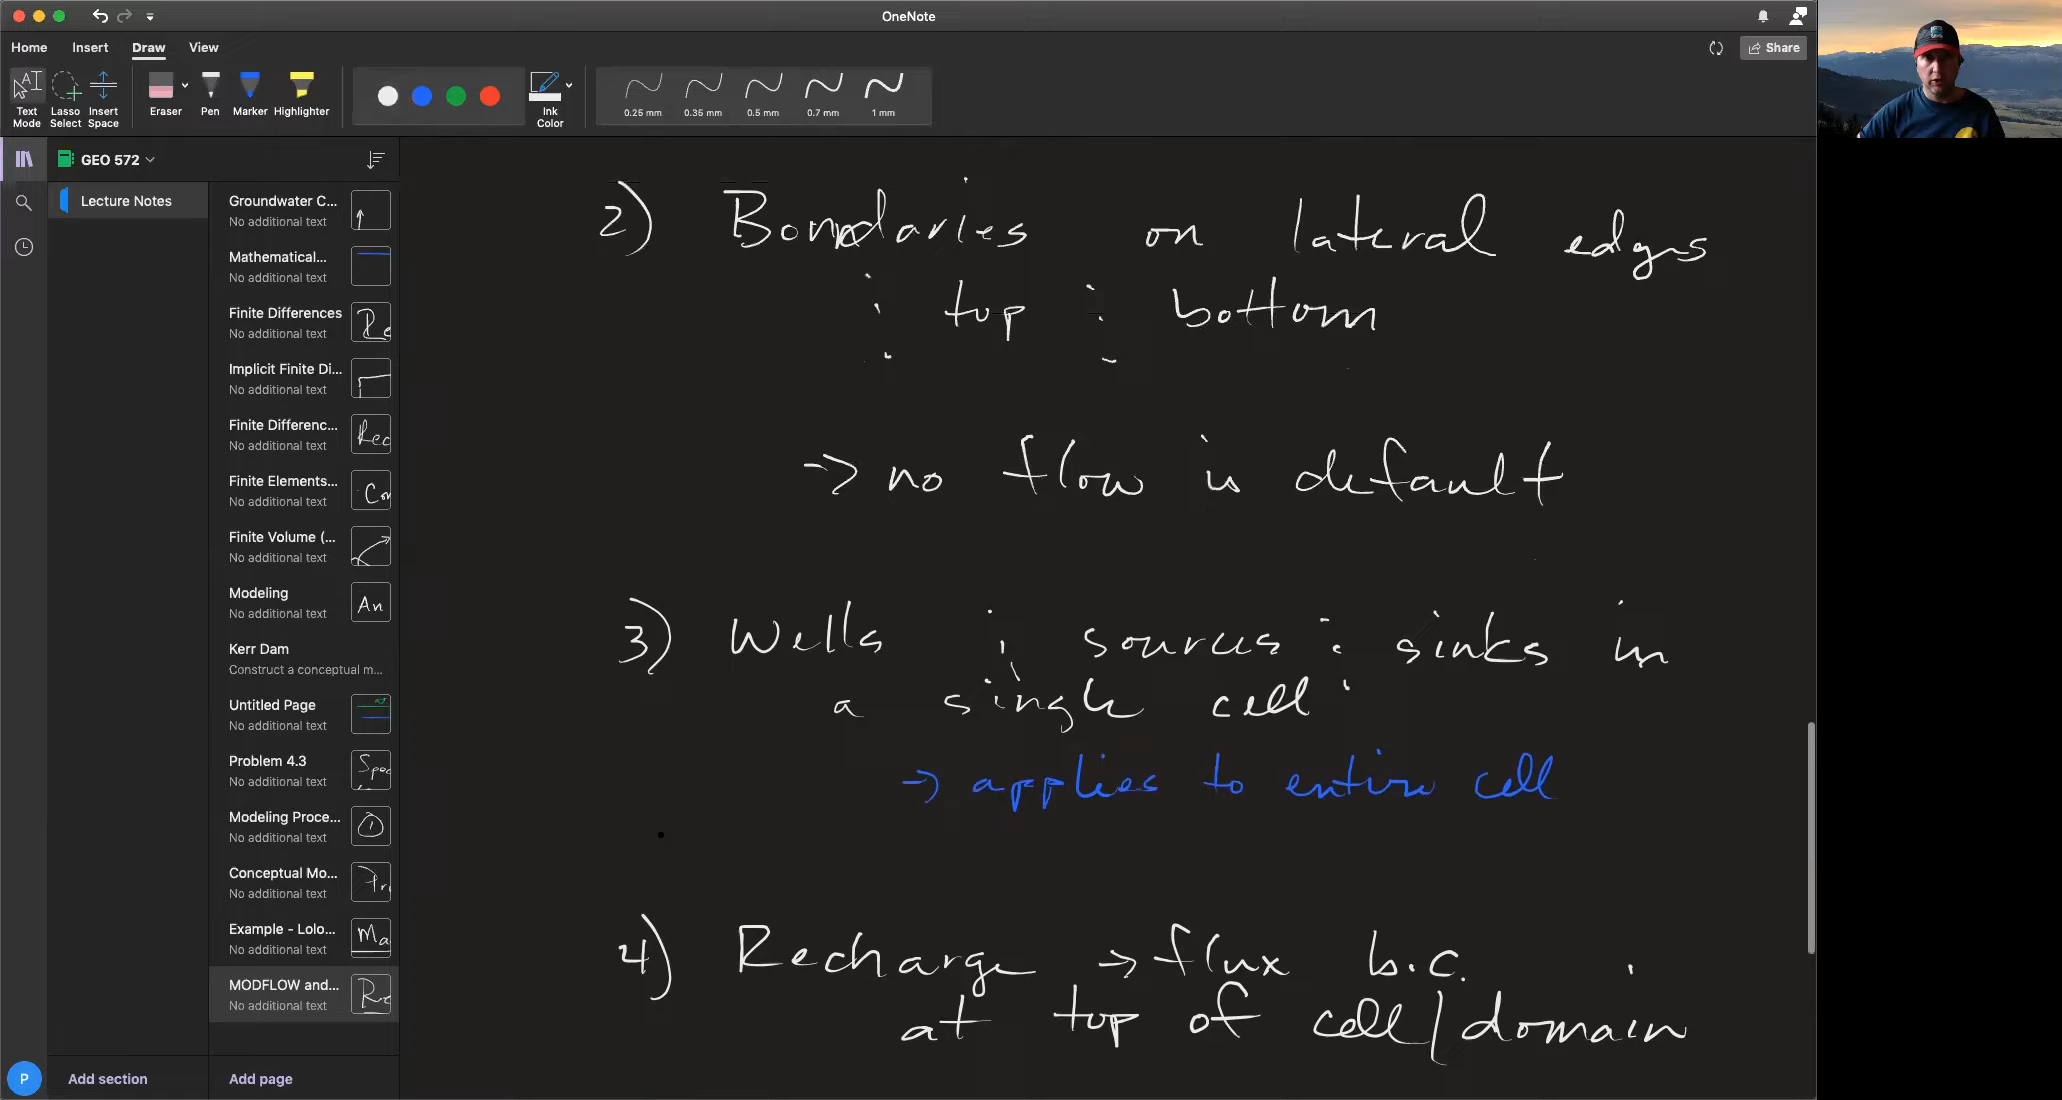 OneNote
Home Insert Draw View
Share
Text Mode
Lasso Select
Insert Space
Eraser
Pen
Marker
Highlighter
Ink Color
0.25 mm
0.35 mm
0.5 mm
0.7 mm
1 mm
GEO 572
Lecture Notes
Groundwater C...
No additional text
Mathematical...
No additional text
Finite Differences
No additional text
Implicit Finite Di...
No additional text
Finite Differenc...
No additional text
Finite Elements...
No additional text
Finite Volume (...
No additional text
Modeling
No additional text
An
Kerr Dam
Construct a conceptual m...
Untitled Page
No additional text
Problem 4.3
No additional text
Modeling Proce...
No additional text
Conceptual Mo...
No additional text
Example - Lolo...
No additional text
Ma
MODFLOW and...
No additional text
P
Add section
Add page
2) Bondaries on lateral edges
top bottom
→ no flow is default
3) Wells sources sinks in
a single cell
→ applies to entire cell
4) Recharge → flux b.c.
at top of cell/domain